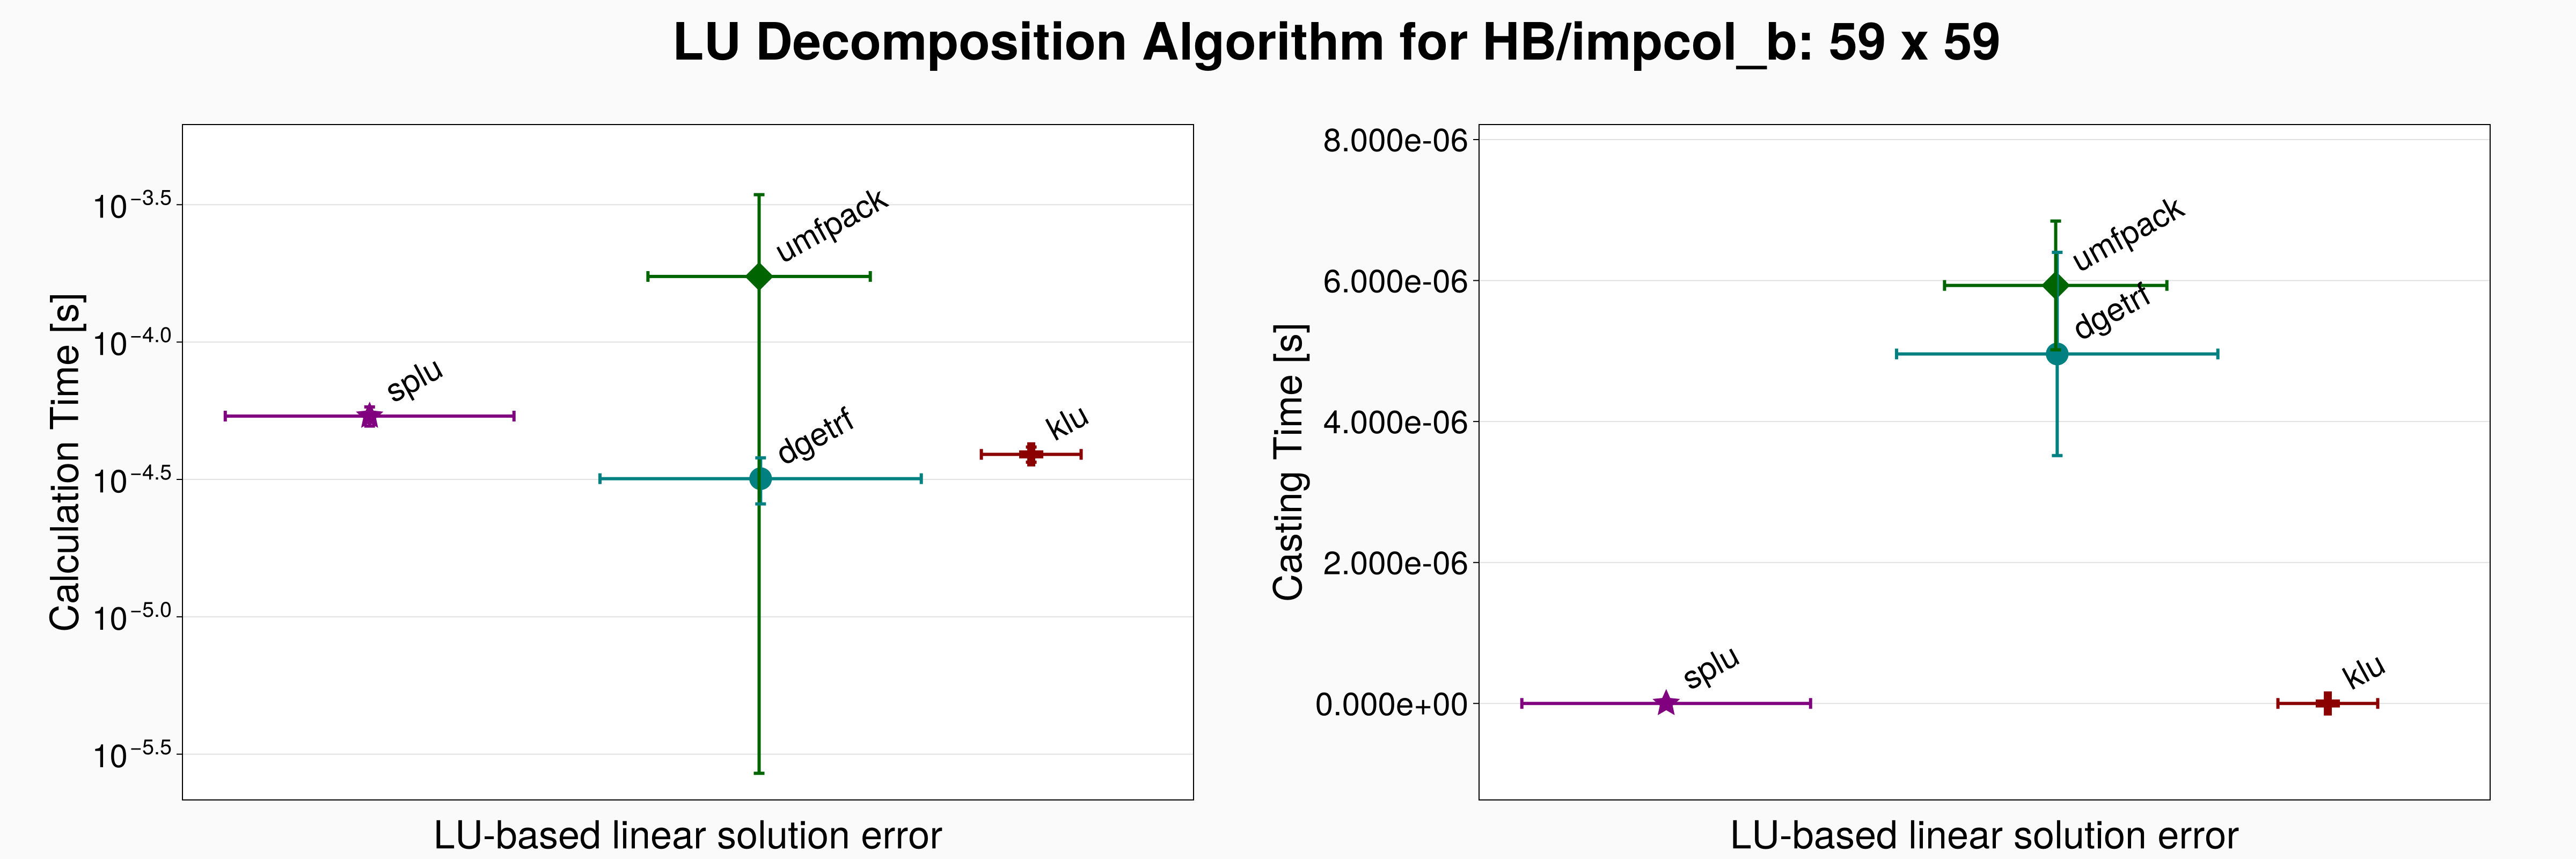 LU Decomposition Algorithm for HB/impcol_b: 59 x 59
Calculation Time [s]
10^−3.5
10^−4.0
10^−4.5
10^−5.0
10^−5.5
umfpack
splu
dgetrf
klu
LU-based linear solution error
Casting Time [s]
8.000e-06
6.000e-06
4.000e-06
2.000e-06
0.000e+00
umfpack
dgetrf
splu
klu
LU-based linear solution error